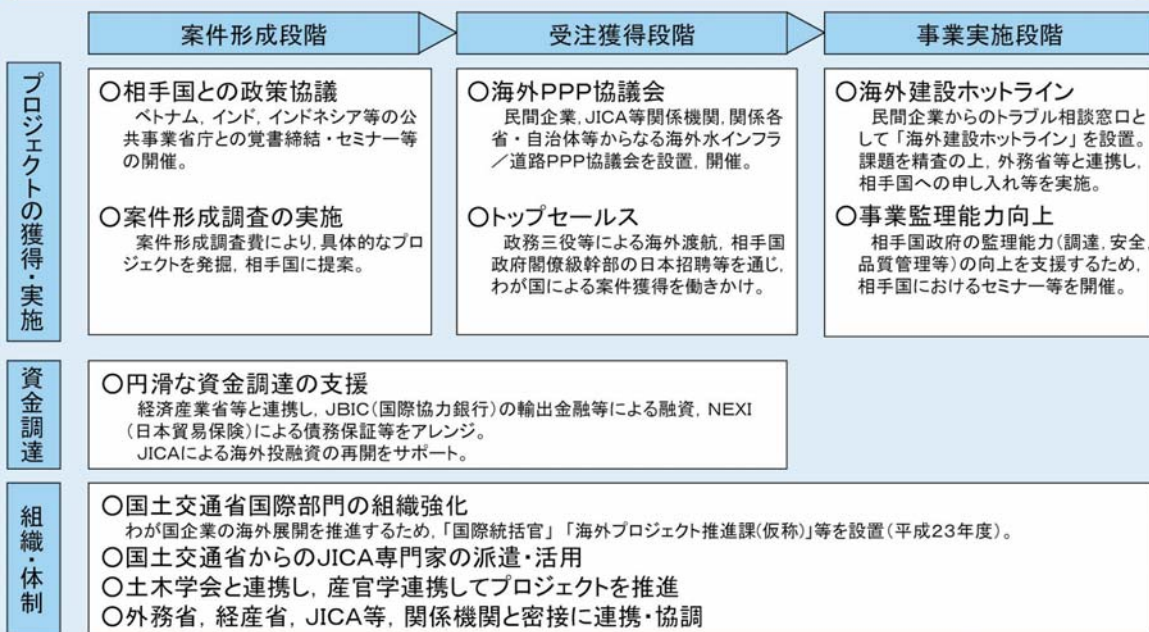 案件形成段階
受注獲得段階
事業実施段階
プロジェクトの獲得・実施
○相手国との政策協議
ベトナム，インド，インドネシア等の公
共事業省庁との覚書締結・セミナー等
の開催。
○案件形成調査の実施
案件形成調査費により，具体的なプロ
ジェクトを発掘，相手国に提案。
○海外PPP協議会
民間企業，JICA等関係機関，関係各
省・自治体等からなる海外水インフラ
／道路PPP協議会を設置，開催。
○トップセールス
政務三役等による海外渡航，相手国
政府閣僚級幹部の日本招聘等を通じ，
わが国による案件獲得を働きかけ。
○海外建設ホットライン
民間企業からのトラブル相談窓口と
して「海外建設ホットライン」を設置。
課題を精査の上，外務省等と連携し，
相手国への申し入れ等を実施。
○事業監理能力向上
相手国政府の監理能力（調達，安全，
品質管理等）の向上を支援するため，
相手国におけるセミナー等を開催。
資金調達
○円滑な資金調達の支援
経済産業省等と連携し，JBIC（国際協力銀行）の輸出金融等による融資，NEXI
（日本貿易保険）による債務保証等をアレンジ。
JICAによる海外投融資の再開をサポート。
組織・体制
○国土交通省国際部門の組織強化
わが国企業の海外展開を推進するため，「国際統括官」「海外プロジェクト推進課(仮称)」等を設置（平成23年度）。
○国土交通省からのJICA専門家の派遣・活用
○土木学会と連携し，産官学連携してプロジェクトを推進
○外務省，経産省，JICA等，関係機関と密接に連携・協調